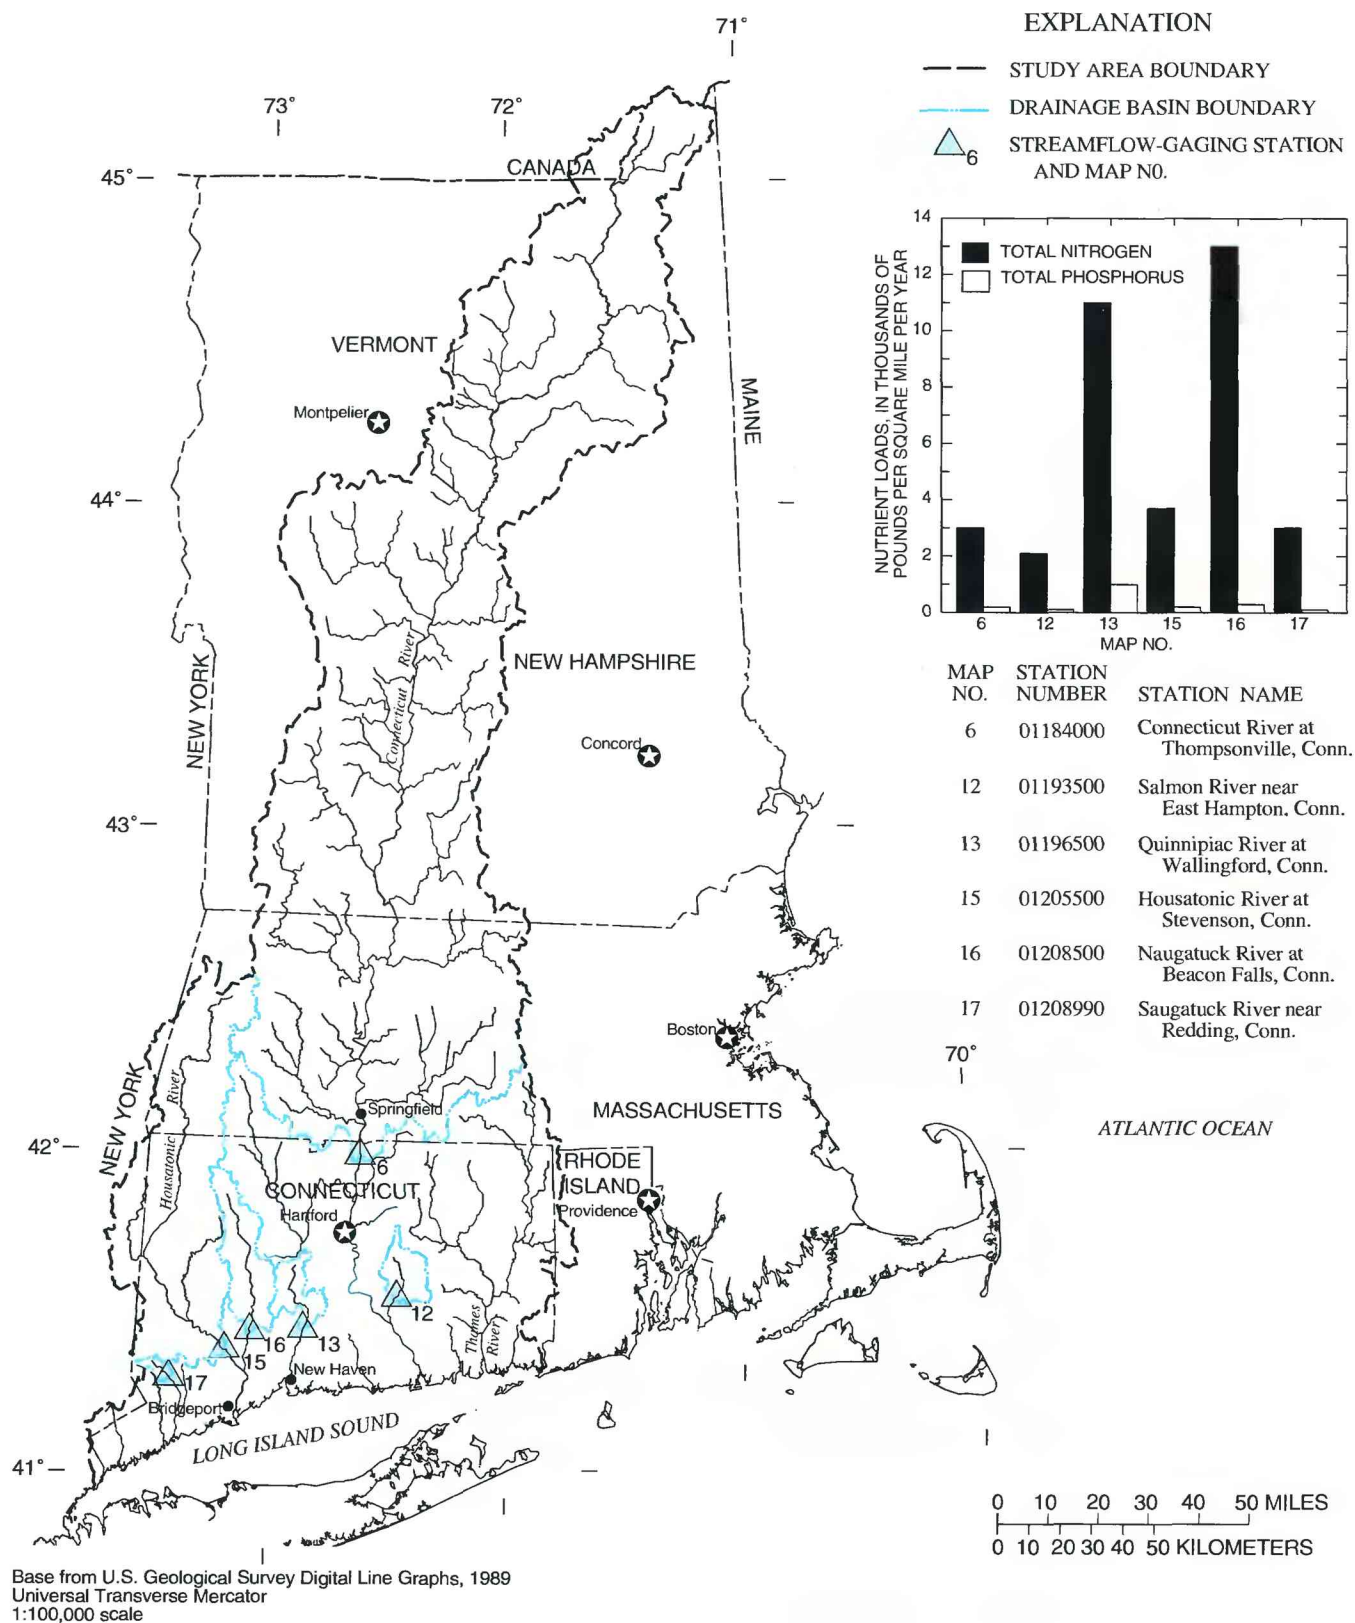 71°
73°
72°
45°
CANADA
VERMONT
Montpelier
MAINE
44°
NEW YORK
Connecticut River
NEW HAMPSHIRE
Concord
43°
Boston
Housatonic River
NEW YORK
Springfield
MASSACHUSETTS
42°
6
RHODE
ISLAND
CONNECTICUT
Hartford
Providence
12
Thames
River
16
13
15
17
New Haven
Bridgeport
LONG ISLAND SOUND
41°
70°
ATLANTIC OCEAN
EXPLANATION
STUDY AREA BOUNDARY
DRAINAGE BASIN BOUNDARY
6
STREAMFLOW-GAGING STATION
AND MAP N0.
NUTRIENT LOADS, IN THOUSANDS OF
POUNDS PER SQUARE MILE PER YEAR
14
12
10
8
6
4
2
0
TOTAL NITROGEN
TOTAL PHOSPHORUS
6 12 13 15 16 17
MAP NO.
MAP STATION
NO. NUMBER STATION NAME
6 01184000 Connecticut River at
Thompsonville, Conn.
12 01193500 Salmon River near
East Hampton, Conn.
13 01196500 Quinnipiac River at
Wallingford, Conn.
15 01205500 Housatonic River at
Stevenson, Conn.
16 01208500 Naugatuck River at
Beacon Falls, Conn.
17 01208990 Saugatuck River near
Redding, Conn.
0 10 20 30 40 50 MILES
0 10 20 30 40 50 KILOMETERS
Base from U.S. Geological Survey Digital Line Graphs, 1989
Universal Transverse Mercator
1:100,000 scale